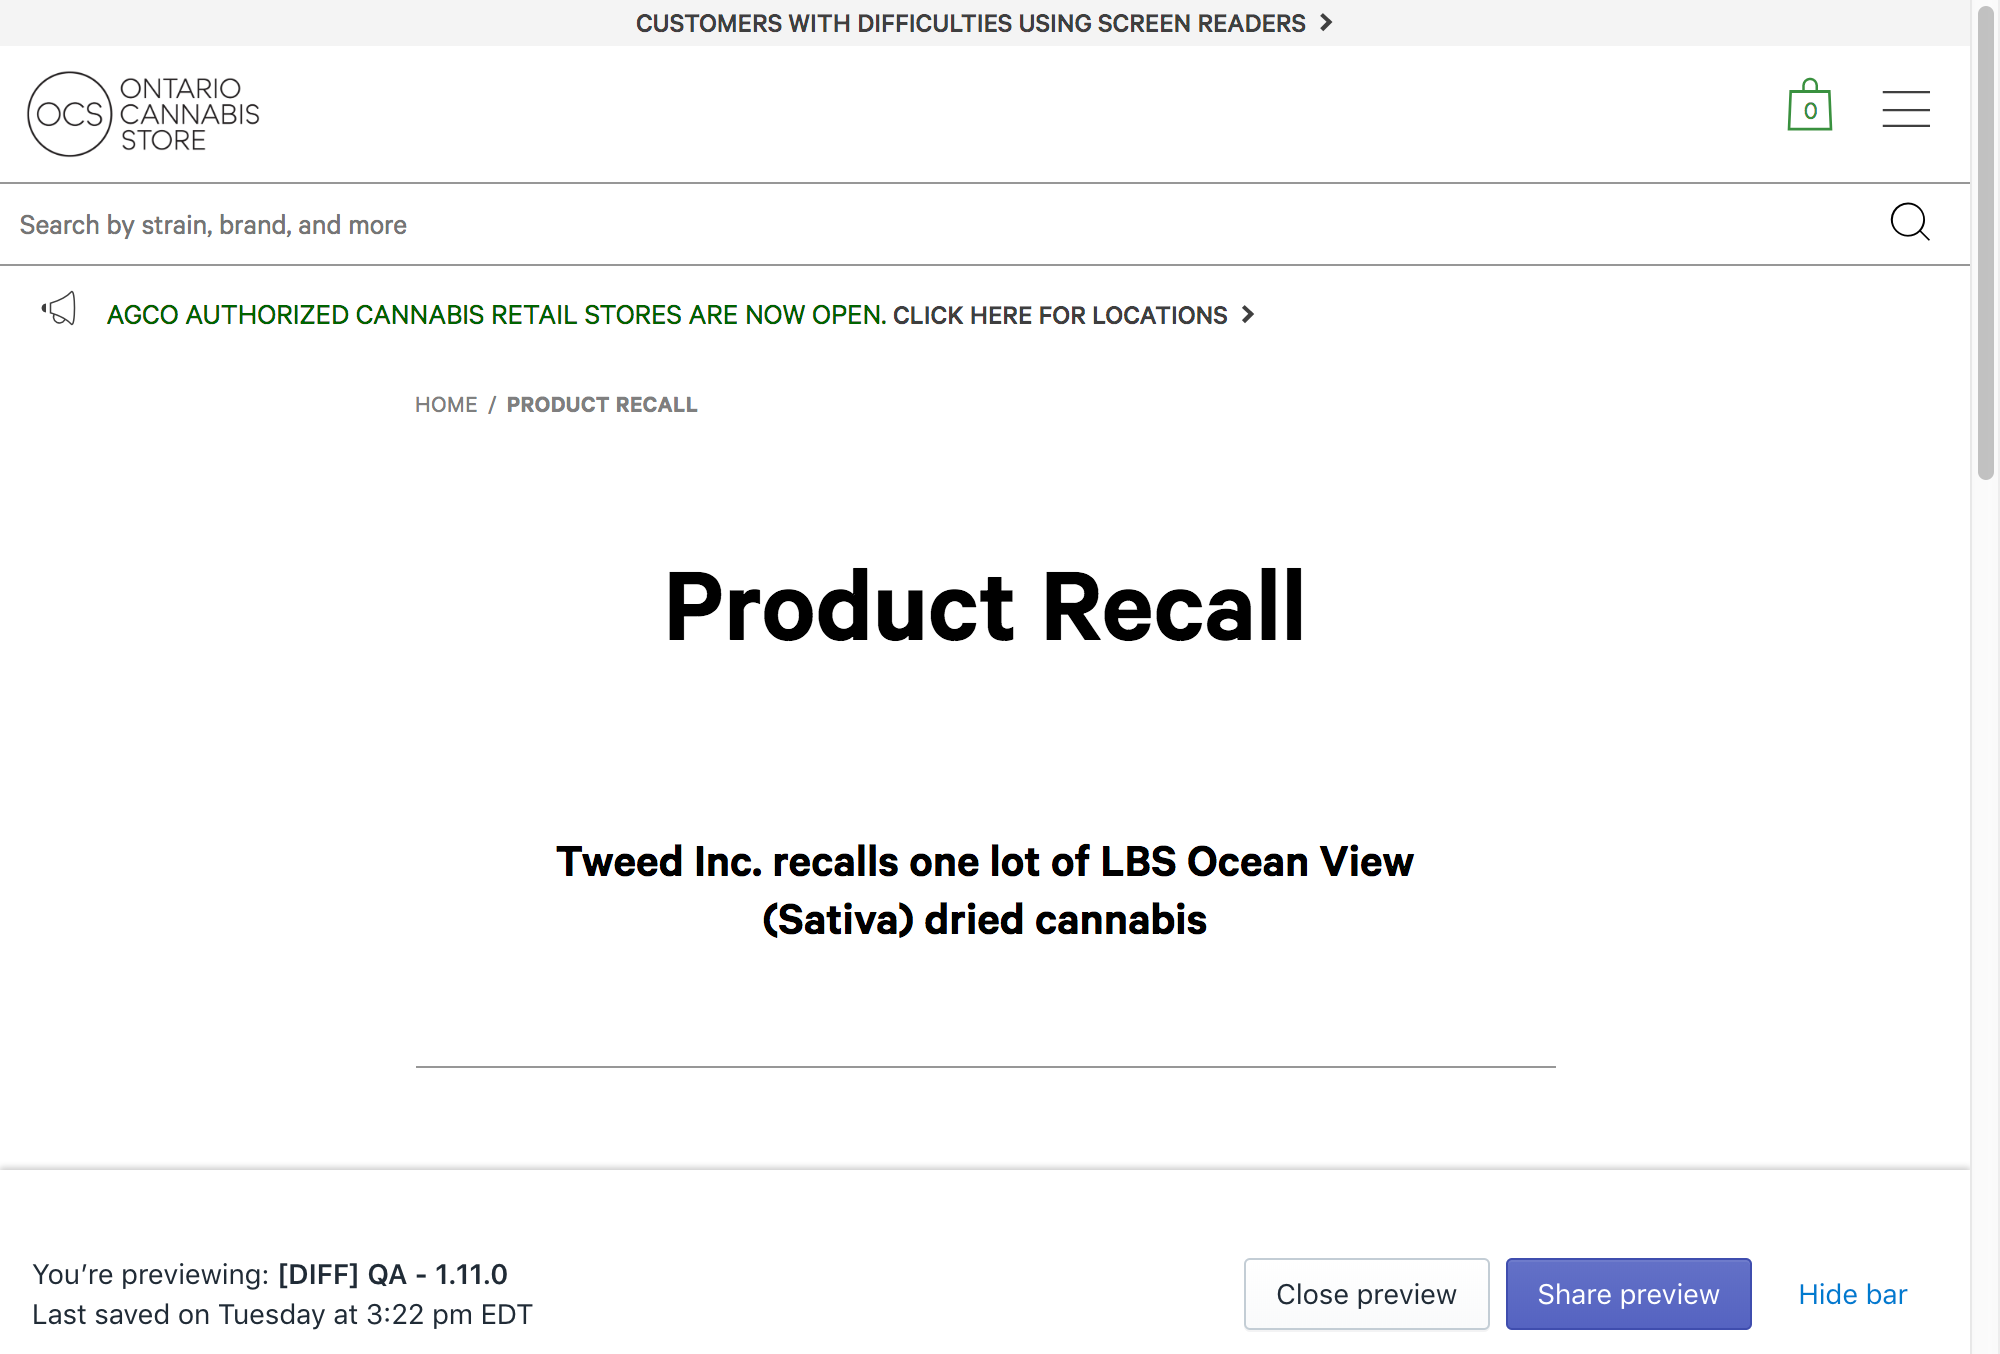 CUSTOMERS WITH DIFFICULTIES USING SCREEN READERS
OCS
ONTARIO
CANNABIS
STORE
0
Search by strain, brand, and more
AGCO AUTHORIZED CANNABIS RETAIL STORES ARE NOW OPEN. CLICK HERE FOR LOCATIONS
HOME / PRODUCT RECALL
Product Recall
Tweed Inc. recalls one lot of LBS Ocean View
(Sativa) dried cannabis
You're previewing: [DIFF] QA - 1.11.0
Last saved on Tuesday at 3:22 pm EDT
Close preview
Share preview
Hide bar